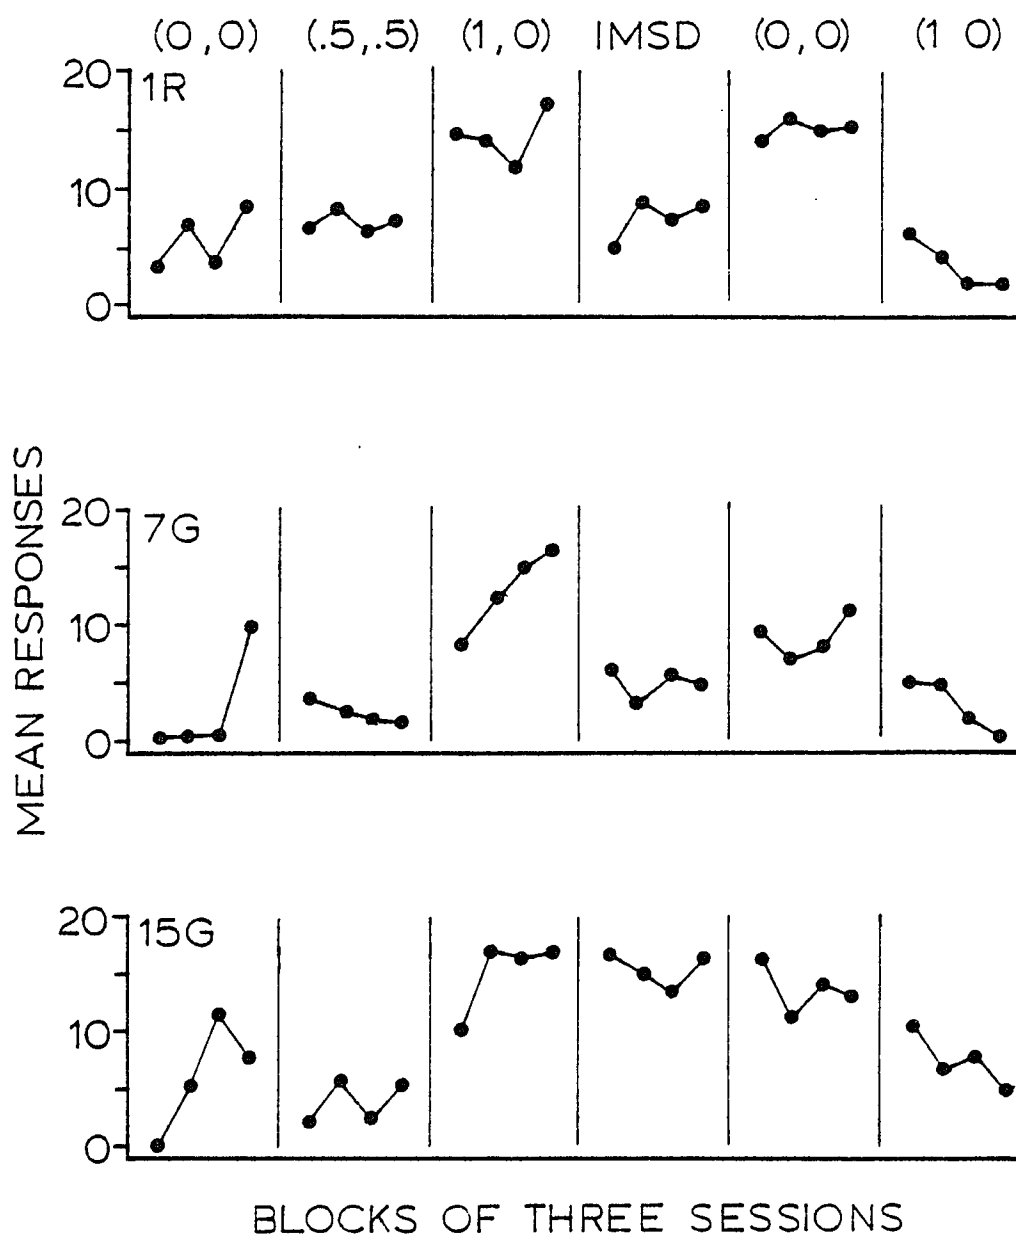 (0,0) (.5,.5) (1,0) IMSD (0,0) (1 0)
20
1R
10
0
20
7G
10
0
20
15G
10
0
MEAN RESPONSES
BLOCKS OF THREE SESSIONS